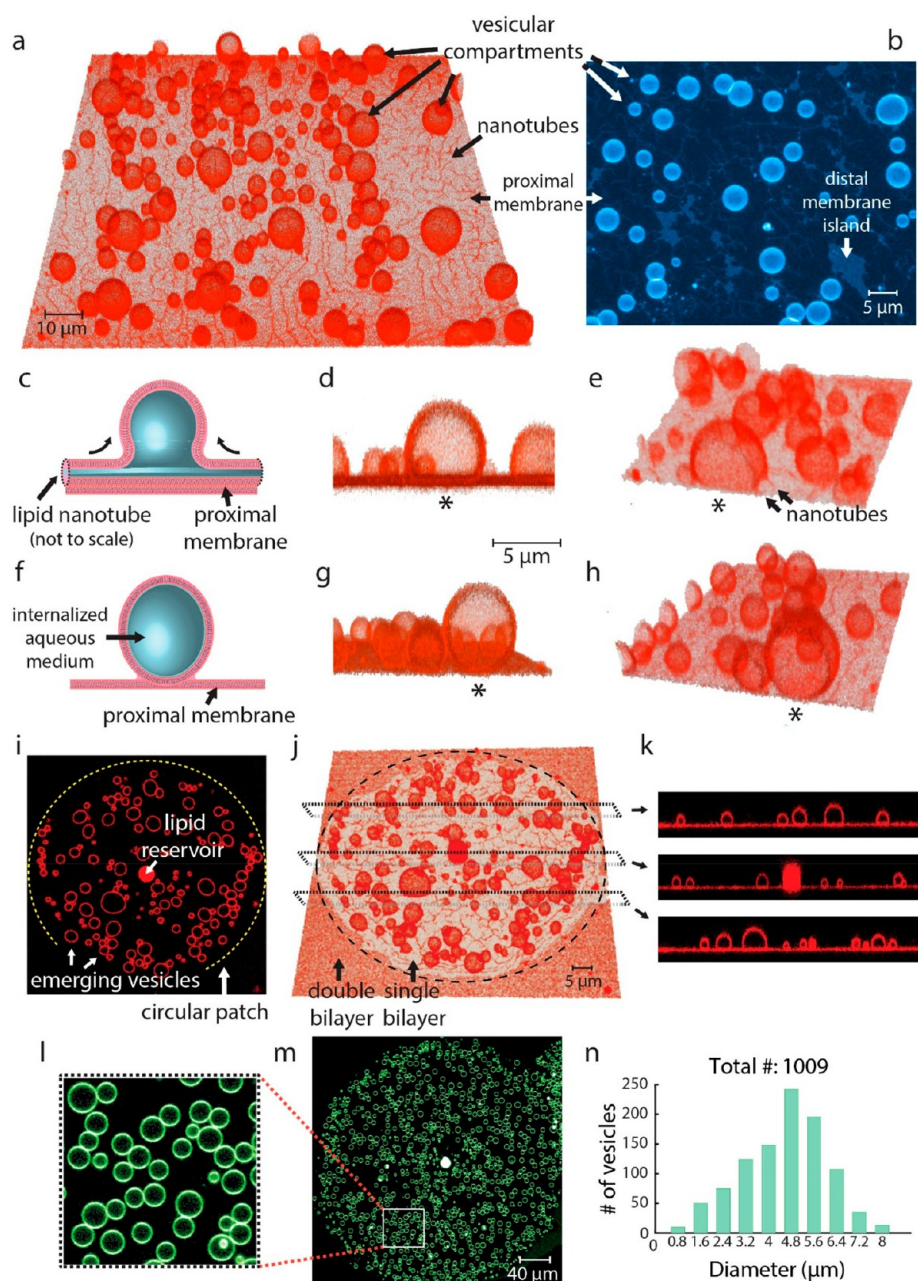 a
vesicular
compartments
b
nanotubes
proximal
membrane
distal
membrane
island
10 μm
5 μm
c
d
e
lipid nanotube
(not to scale)
proximal
membrane
*
*
nanotubes
5 μm
f
g
h
internalized
aqueous
medium
proximal membrane
*
*
i
j
k
lipid
reservoir
emerging vesicles
circular patch
double
bilayer
single
bilayer
5 μm
l
m
n
40 μm
Total #: 1009
# of vesicles
250
200
150
100
50
0
0 0.8 1.6 2.4 3.2 4 4.8 5.6 6.4 7.2 8
Diameter (μm)